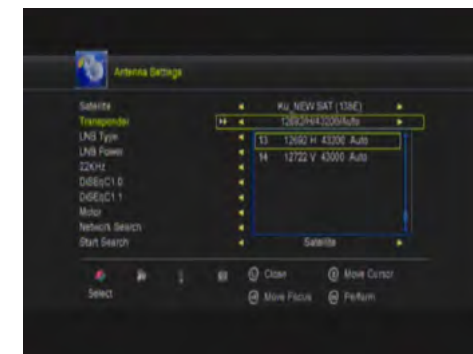 Antenna Settings
Satellite ◄ Ku_NEW SAT (138E) ►
Transponder ◄ 12692/H/43200/Auto ►
LNB Type 13 12692 H 43200 Auto
LNB Power 14 12722 V 43000 Auto
22KHz
DiSEqC1.0
DiSEqC1.1
Motor
Network Search
Start Search ◄ Satellite ►
Select Close Move Cursor
Move Focus Perform